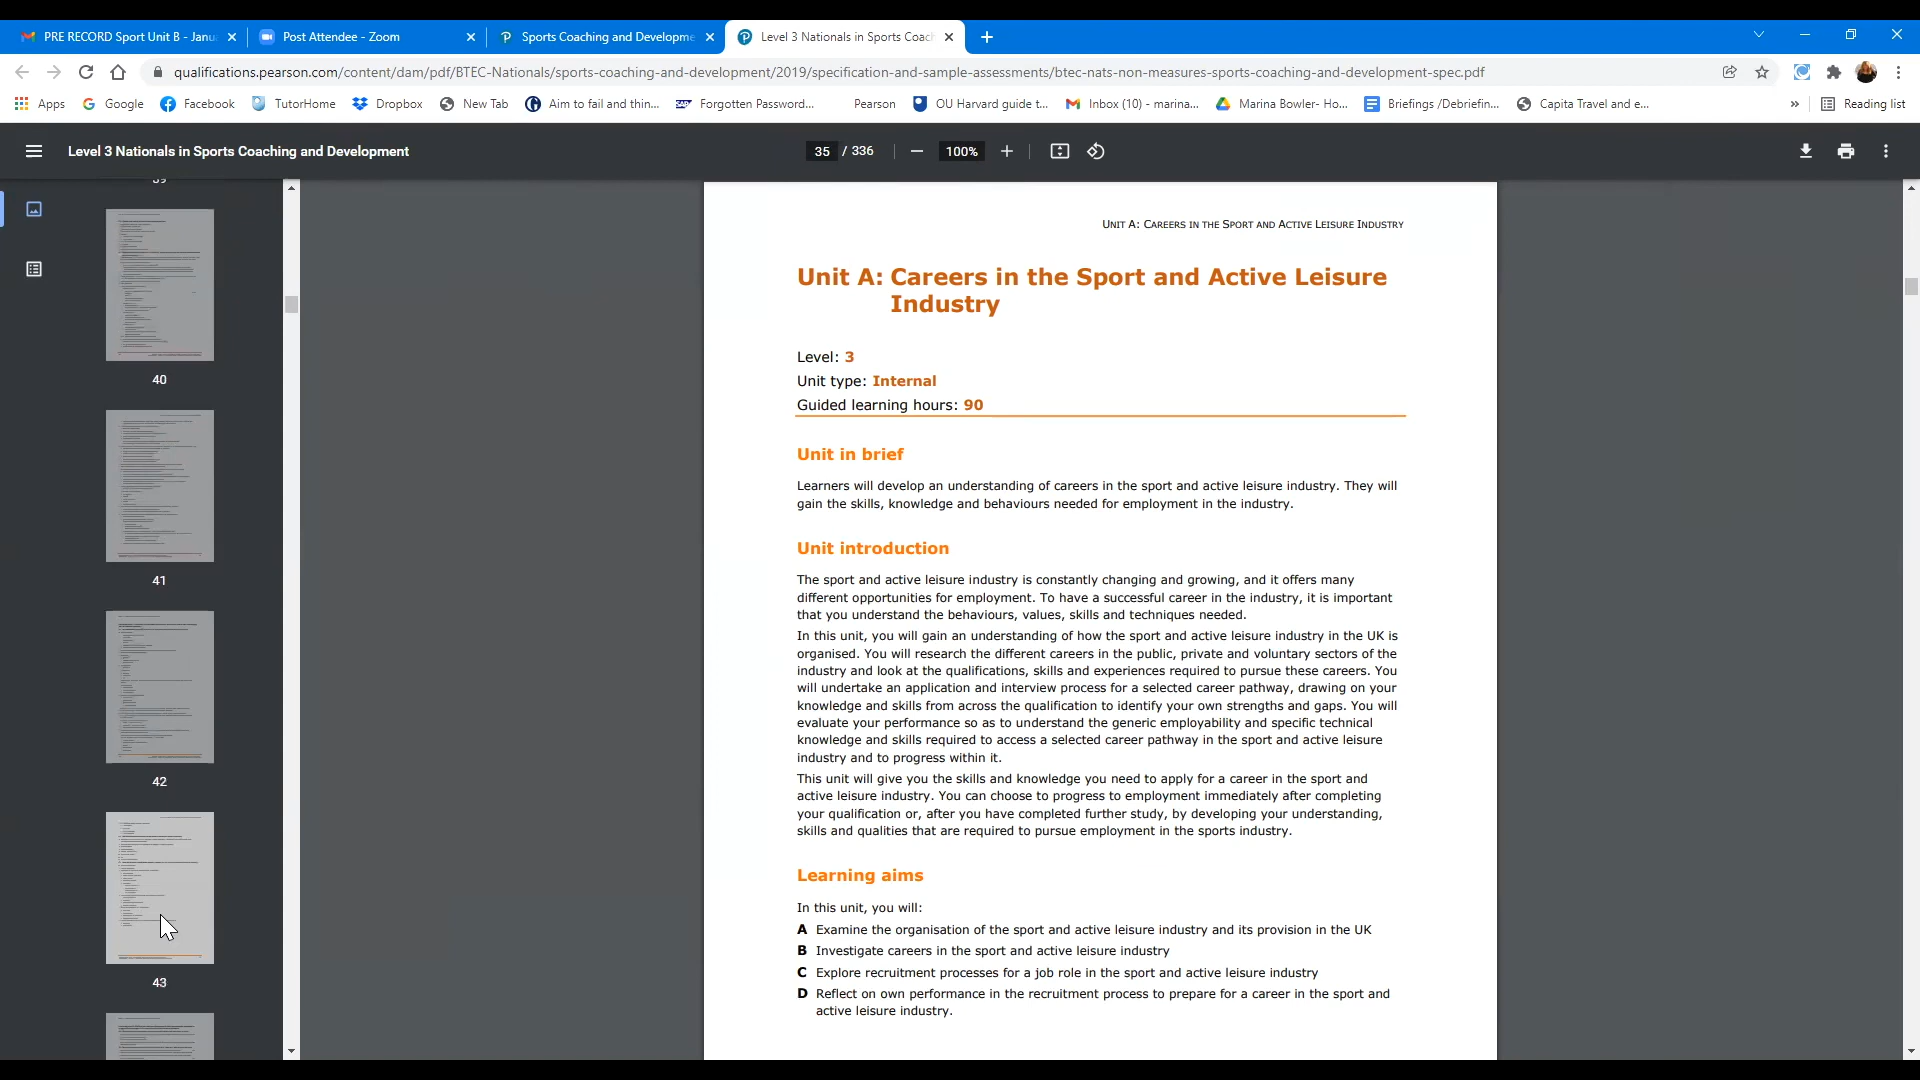 PRE RECORD Sport Unit B - Janu
Post Attendee - Zoom
Sports Coaching and Developme
Level 3 Nationals in Sports Coach
qualifications.pearson.com/content/dam/pdf/BTEC-Nationals/sports-coaching-and-development/2019/specification-and-sample-assessments/btec-nats-non-measures-sports-coaching-and-development-spec.pdf
Apps
Google
Facebook
TutorHome
Dropbox
New Tab
Aim to fail and thin...
Forgotten Password...
Pearson
OU Harvard guide t...
Inbox (10) - marina...
Marina Bowler- Ho...
Briefings /Debriefin...
Capita Travel and e...
»
Reading list
Level 3 Nationals in Sports Coaching and Development
35 / 336
100%
40
41
42
43
UNIT A: CAREERS IN THE SPORT AND ACTIVE LEISURE INDUSTRY
Unit A: Careers in the Sport and Active Leisure
Industry
Level: 3
Unit type: Internal
Guided learning hours: 90
Unit in brief
Learners will develop an understanding of careers in the sport and active leisure industry. They will
gain the skills, knowledge and behaviours needed for employment in the industry.
Unit introduction
The sport and active leisure industry is constantly changing and growing, and it offers many
different opportunities for employment. To have a successful career in the industry, it is important
that you understand the behaviours, values, skills and techniques needed.
In this unit, you will gain an understanding of how the sport and active leisure industry in the UK is
organised. You will research the different careers in the public, private and voluntary sectors of the
industry and look at the qualifications, skills and experiences required to pursue these careers. You
will undertake an application and interview process for a selected career pathway, drawing on your
knowledge and skills from across the qualification to identify your own strengths and gaps. You will
evaluate your performance so as to understand the generic employability and specific technical
knowledge and skills required to access a selected career pathway in the sport and active leisure
industry and to progress within it.
This unit will give you the skills and knowledge you need to apply for a career in the sport and
active leisure industry. You can choose to progress to employment immediately after completing
your qualification or, after you have completed further study, by developing your understanding,
skills and qualities that are required to pursue employment in the sports industry.
Learning aims
In this unit, you will:
A Examine the organisation of the sport and active leisure industry and its provision in the UK
B Investigate careers in the sport and active leisure industry
C Explore recruitment processes for a job role in the sport and active leisure industry
D Reflect on own performance in the recruitment process to prepare for a career in the sport and
active leisure industry.